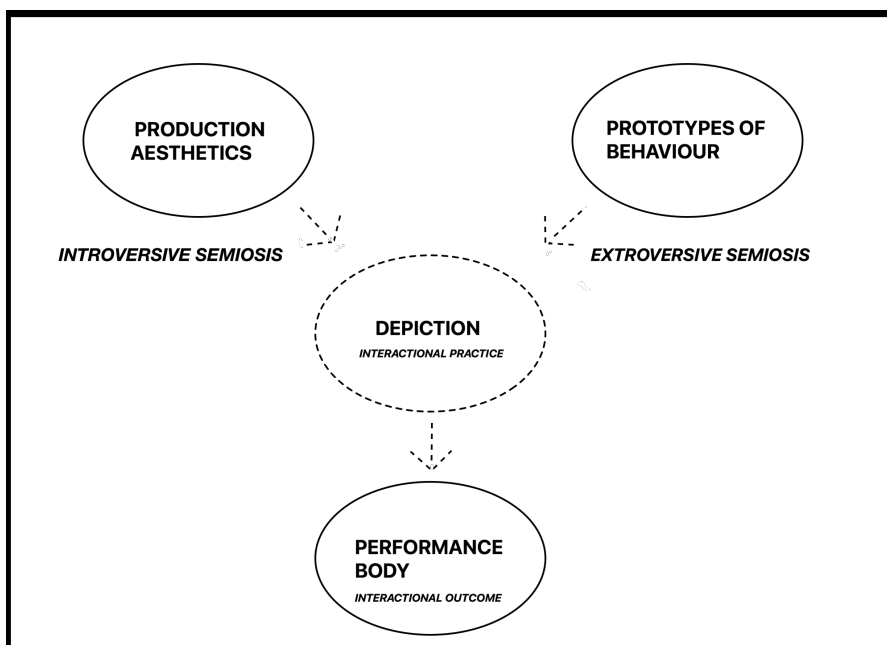 PRODUCTION
AESTHETICS
PROTOTYPES OF
BEHAVIOUR
INTROVERSIVE SEMIOSIS
EXTROVERSIVE SEMIOSIS
DEPICTION
INTERACTIONAL PRACTICE
PERFORMANCE
BODY
INTERACTIONAL OUTCOME